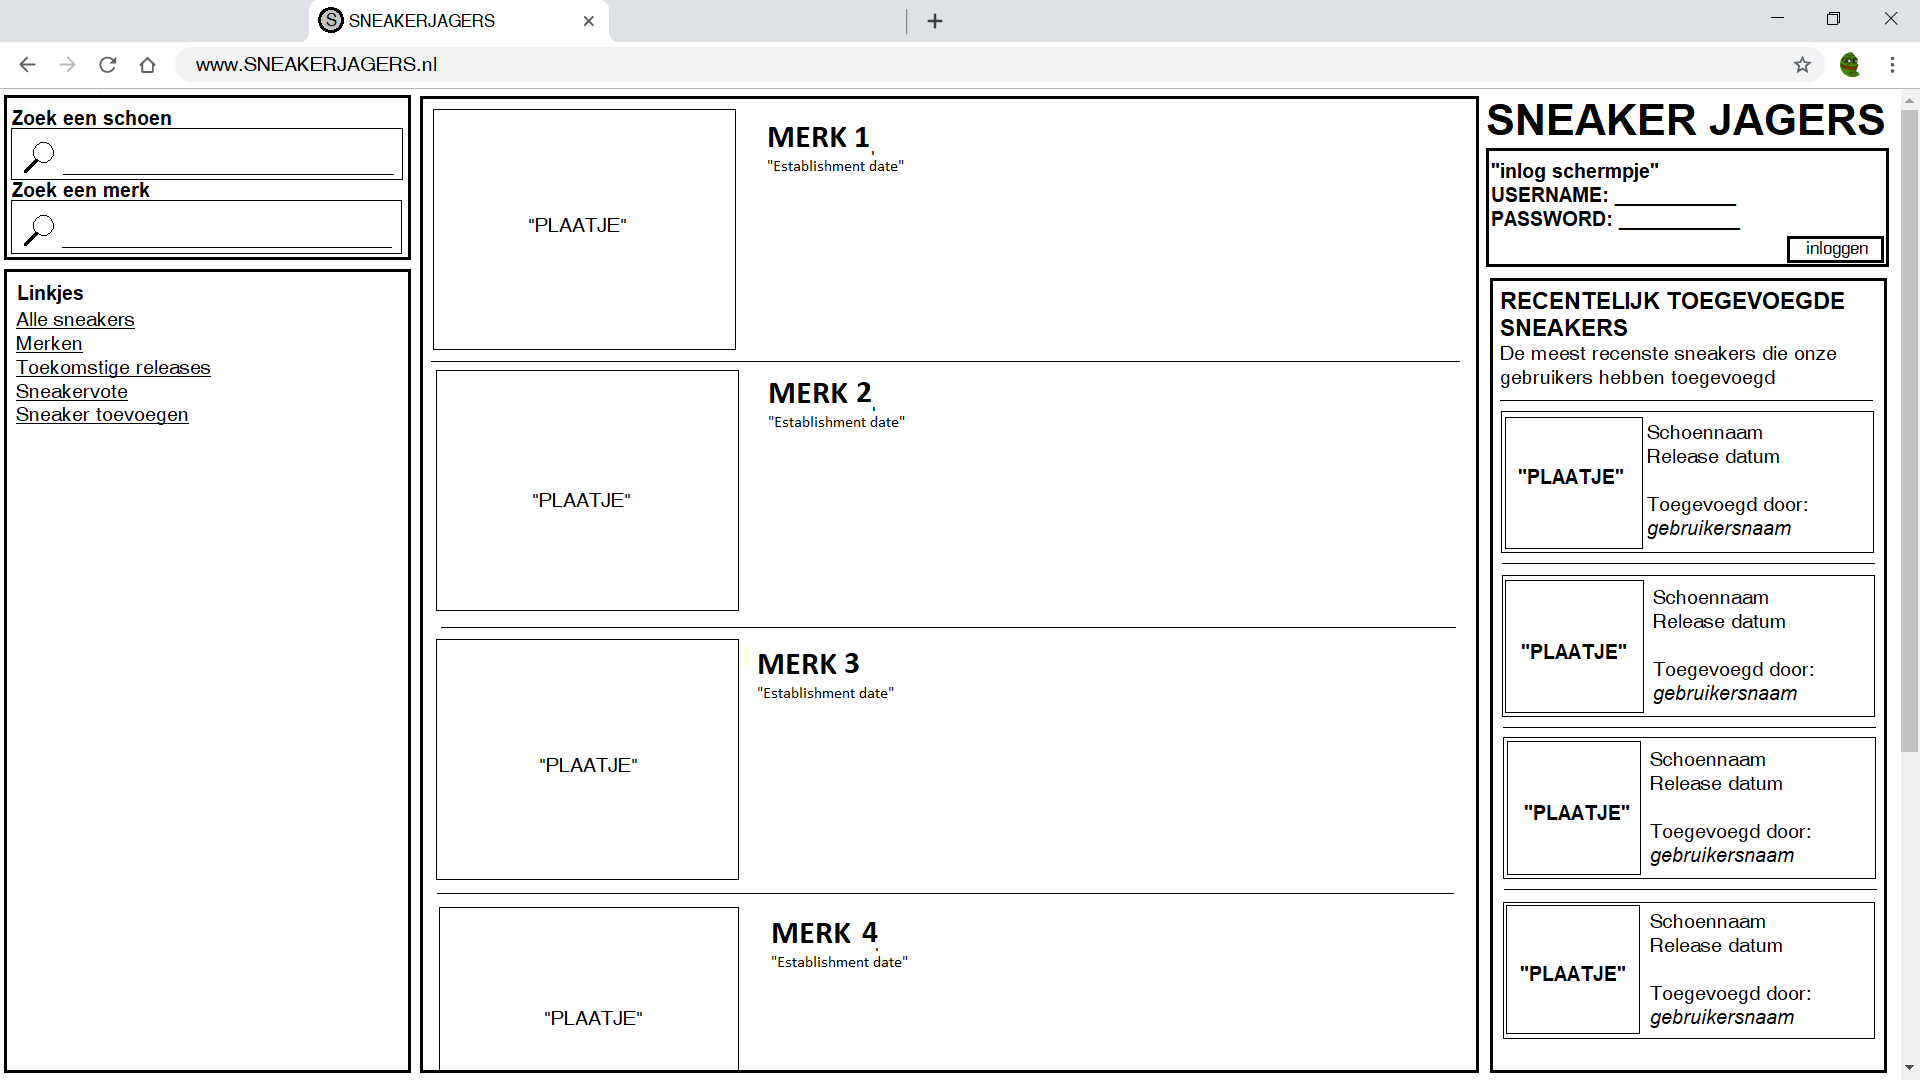 S SNEAKERJAGERS
www.SNEAKERJAGERS.nl
Zoek een schoen
Zoek een merk
Linkjes
Alle sneakers
Merken
Toekomstige releases
Sneakervote
Sneaker toevoegen
"PLAATJE"
MERK 1
"Establishment date"
"PLAATJE"
MERK 2
"Establishment date"
"PLAATJE"
MERK 3
"Establishment date"
"PLAATJE"
MERK 4
"Establishment date"
SNEAKER JAGERS
"inlog schermpje"
USERNAME: ___________
PASSWORD: ___________
inloggen
RECENTELIJK TOEGEVOEGDE
SNEAKERS
De meest recenste sneakers die onze
gebruikers hebben toegevoegd
"PLAATJE"
Schoennaam
Release datum
Toegevoegd door:
gebruikersnaam
"PLAATJE"
Schoennaam
Release datum
Toegevoegd door:
gebruikersnaam
"PLAATJE"
Schoennaam
Release datum
Toegevoegd door:
gebruikersnaam
"PLAATJE"
Schoennaam
Release datum
Toegevoegd door:
gebruikersnaam